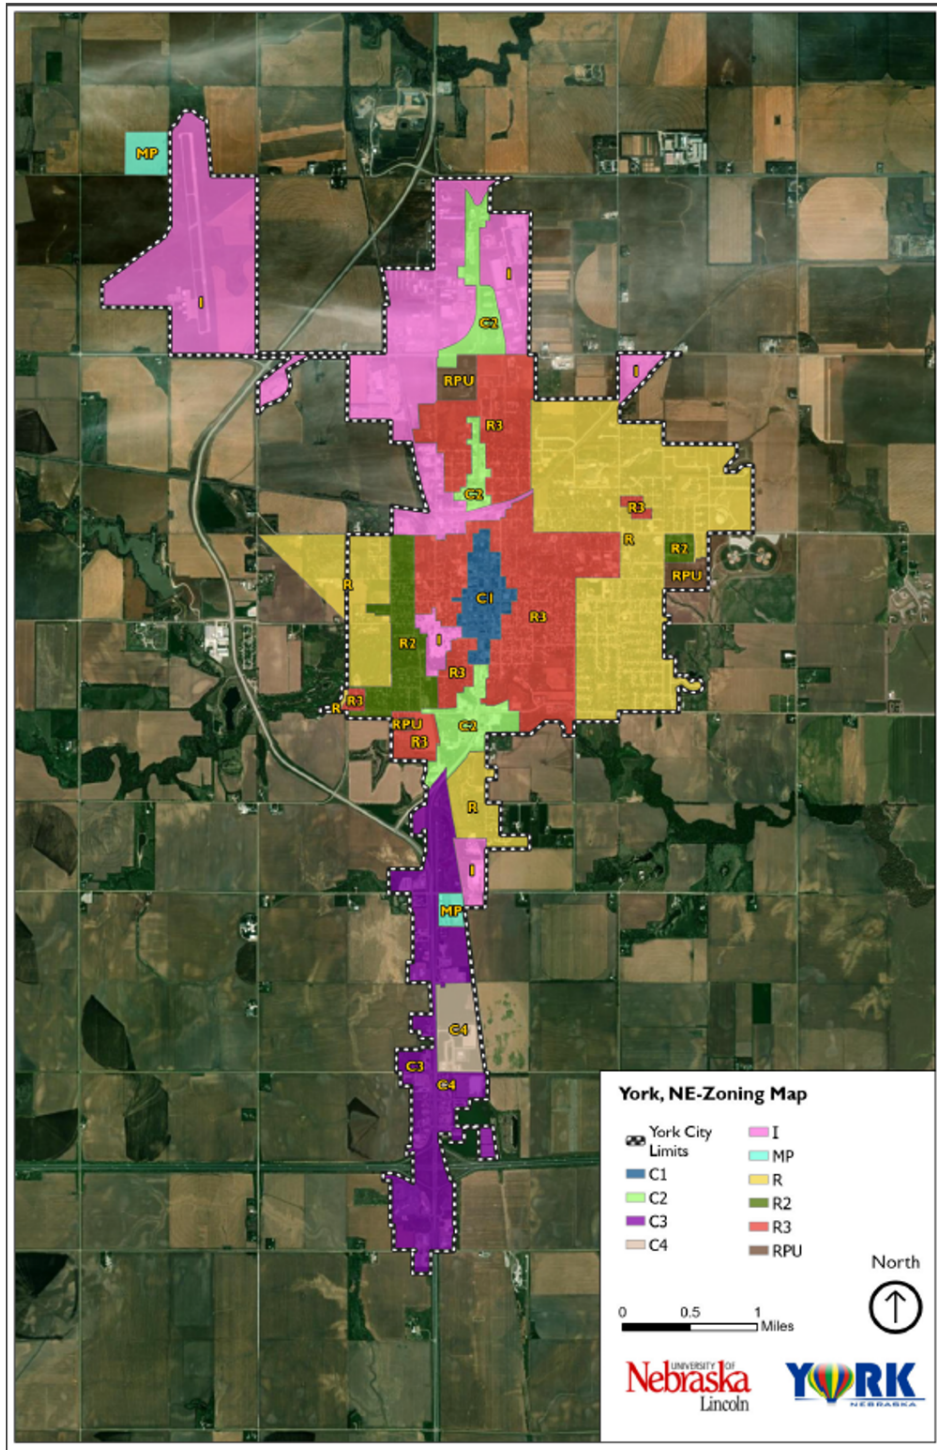 MP
I
I
C2
I
RPU
R3
C2
R3
R
R2
RPU
R
C1
R3
I
R2
R3
R3
R
RPU
C2
R3
R
I
MP
C4
C3
C4
York, NE-Zoning Map
York City
Limits
C1
C2
C3
C4
I
MP
R
R2
R3
RPU
North
0 0.5 1
Miles
UNIVERSITY OF
Nebraska
Lincoln
YORK
NEBRASKA